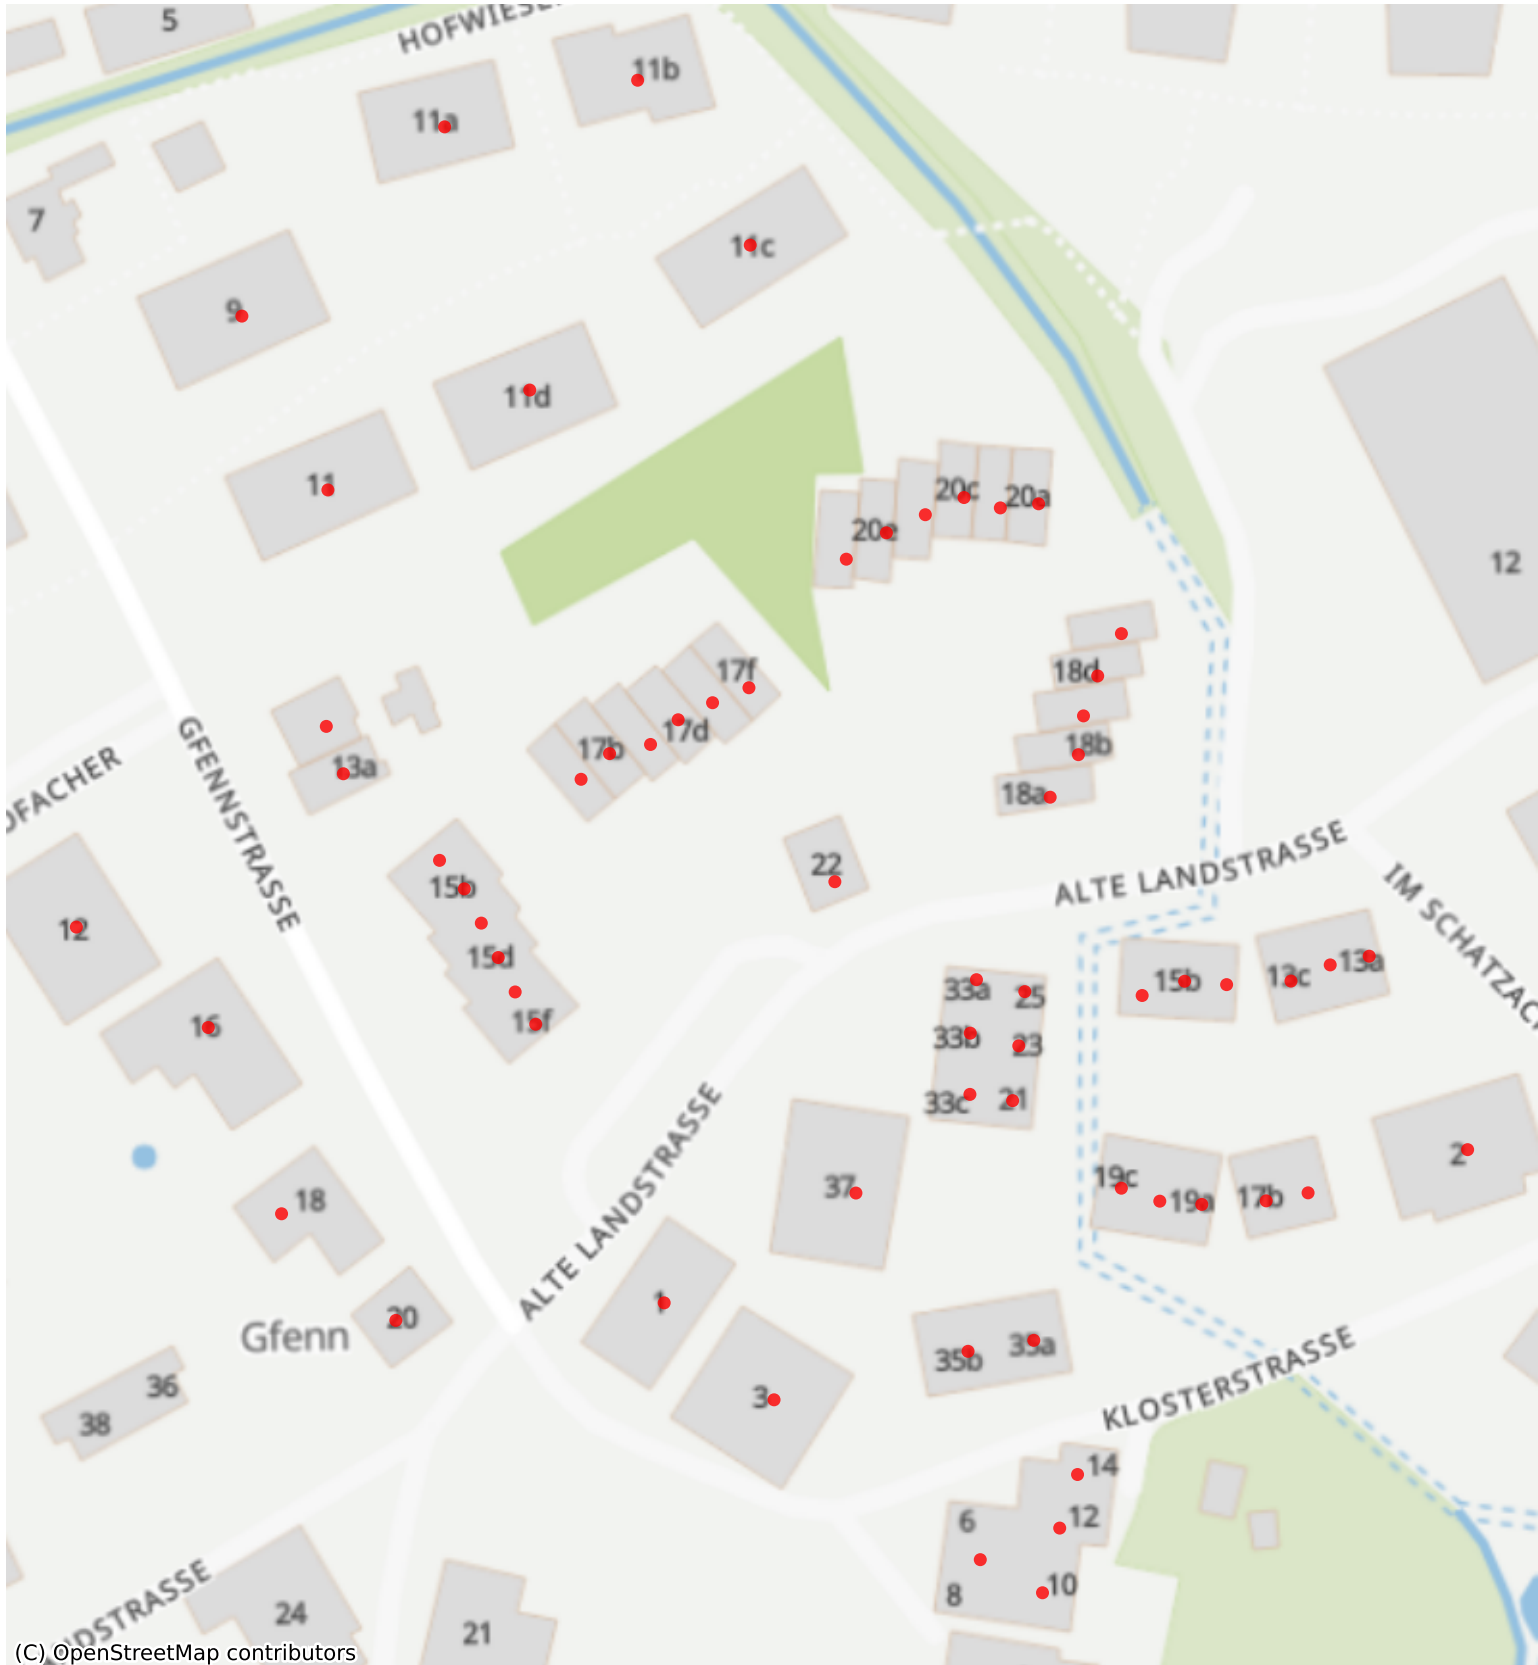 5
HOFWIESE
11b
11a
7
11c
9
11d
11
20c
20a
20e
12
18d
17f
17d
17b
18b
18a
13a
OFACHER
GFENNSTRASSE
22
ALTE LANDSTRASSE
IM SCHATZAC
15b
12
15d
16
15f
33a
25
15b
13c
13a
33b
23
33c
21
37
19c
19a
17b
2
18
ALTE LANDSTRASSE
1
20
Gfenn
35b
35a
KLOSTERSTRASSE
36
38
3
14
6
12
8
10
NDSTRASSE
24
21
(C) OpenStreetMap contributors